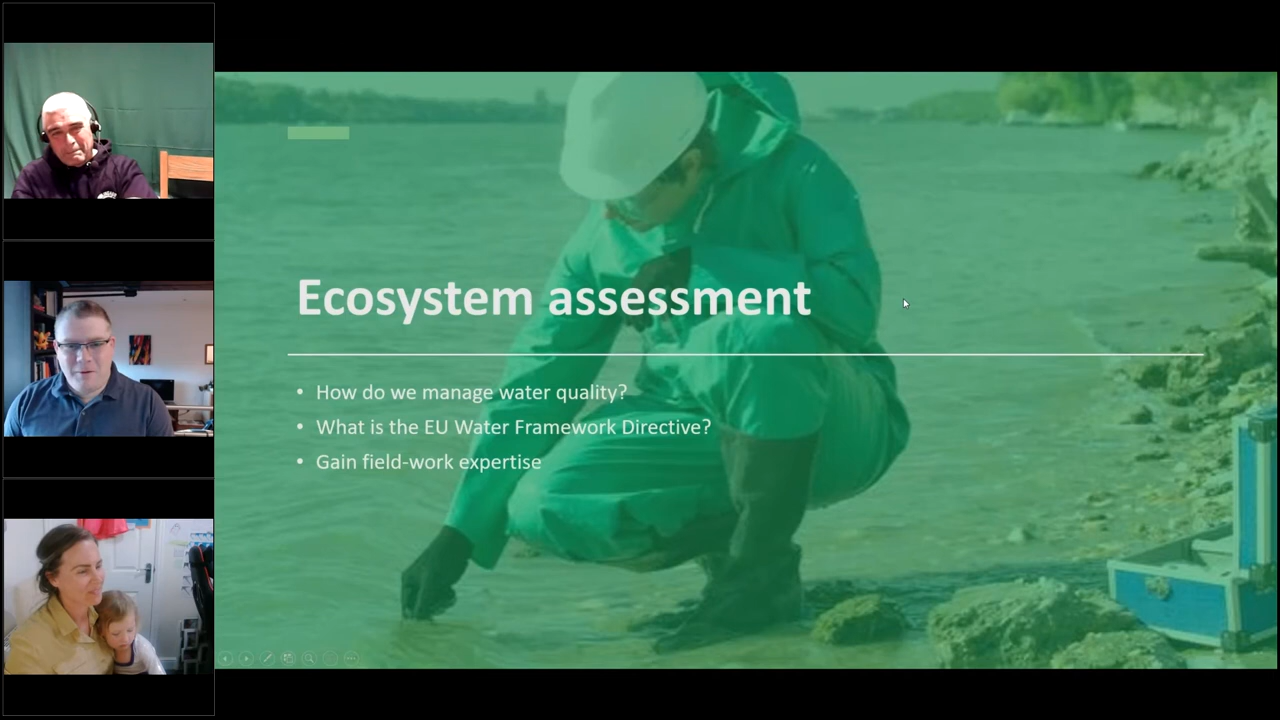 Ecosystem assessment
• How do we manage water quality?
• What is the EU Water Framework Directive?
• Gain field-work expertise